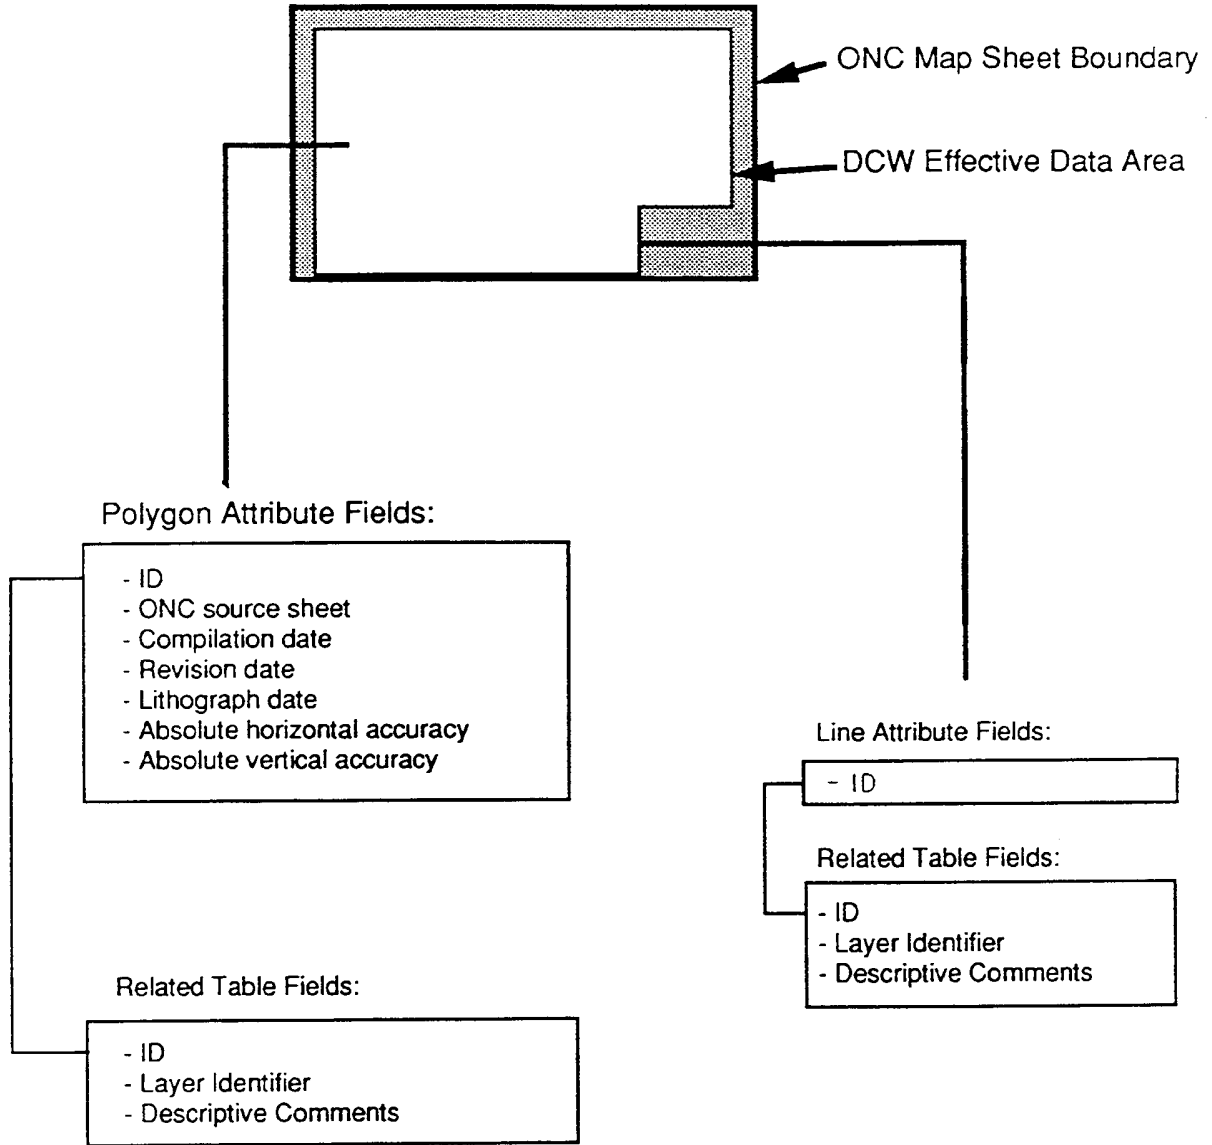 ONC Map Sheet Boundary
DCW Effective Data Area
Polygon Attribute Fields:
- ID
- ONC source sheet
- Compilation date
- Revision date
- Lithograph date
- Absolute horizontal accuracy
- Absolute vertical accuracy
Line Attribute Fields:
- ID
Related Table Fields:
- ID
- Layer Identifier
- Descriptive Comments
Related Table Fields:
- ID
- Layer Identifier
- Descriptive Comments